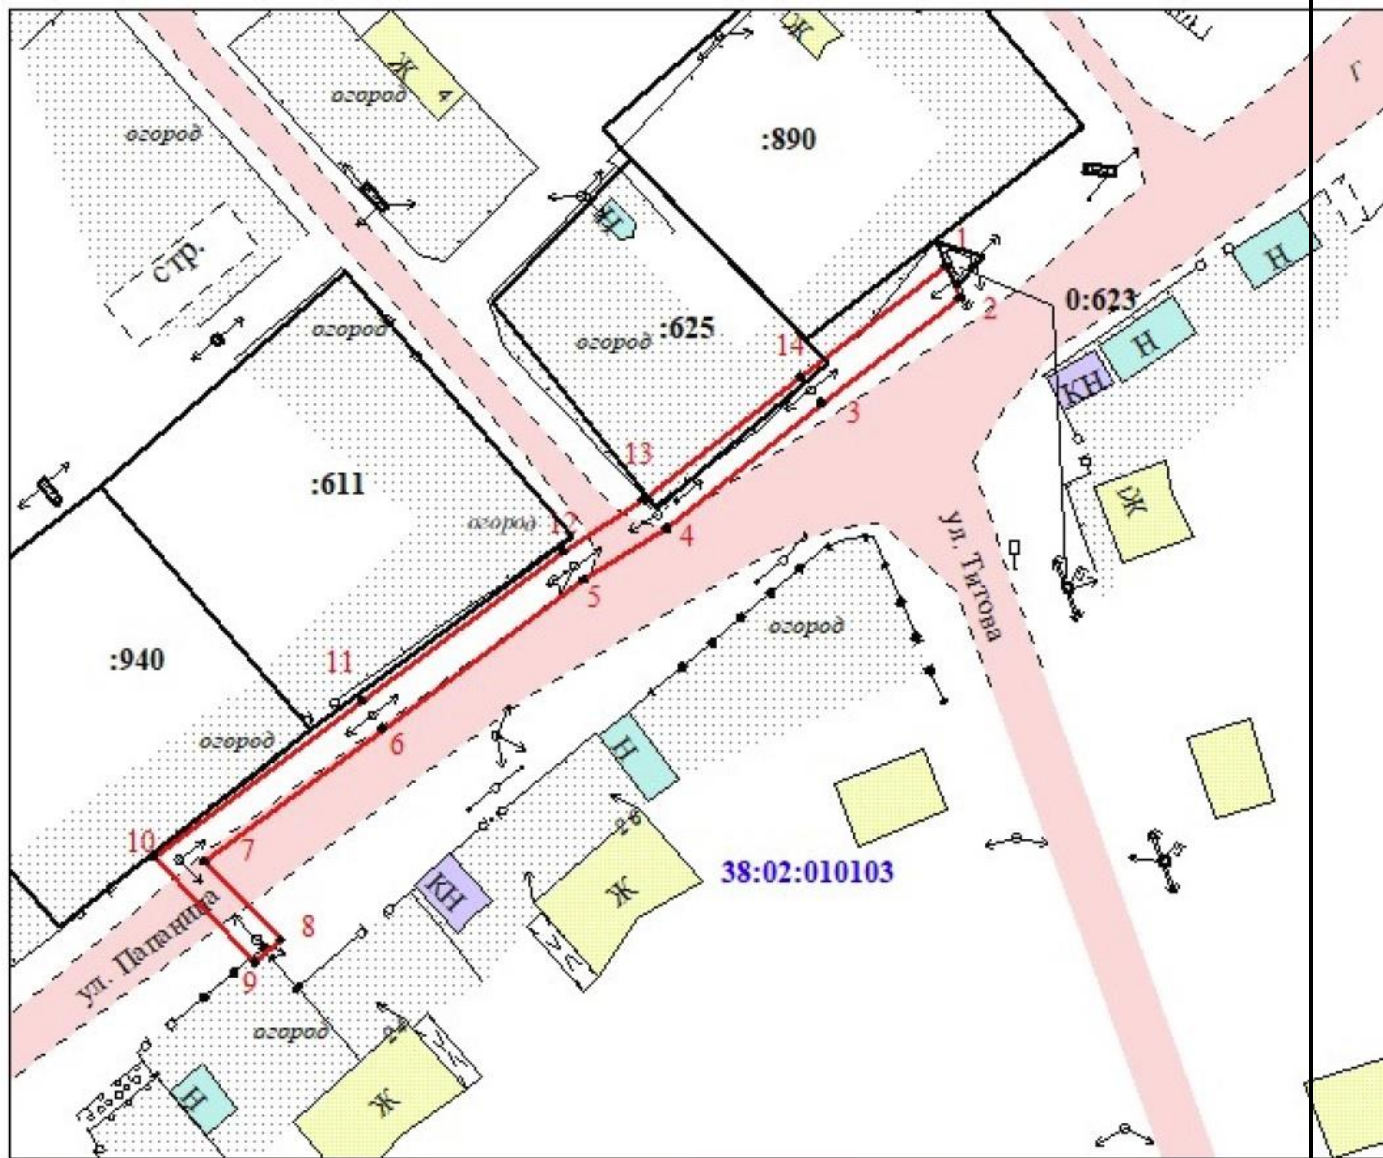 Ж
Ж
4
огород
огород
:890
Г
1
стр.
Н
Н
0:623
2
огород
огород
:625
Н
14
КН
3
13
:611
Ж
огород
12
4
ул. Титова
5
огород
:940
11
огород
6
Н
10
7
26
38:02:010103
КН
Ж
ул. Папанина
8
9
огород
Ж
Н